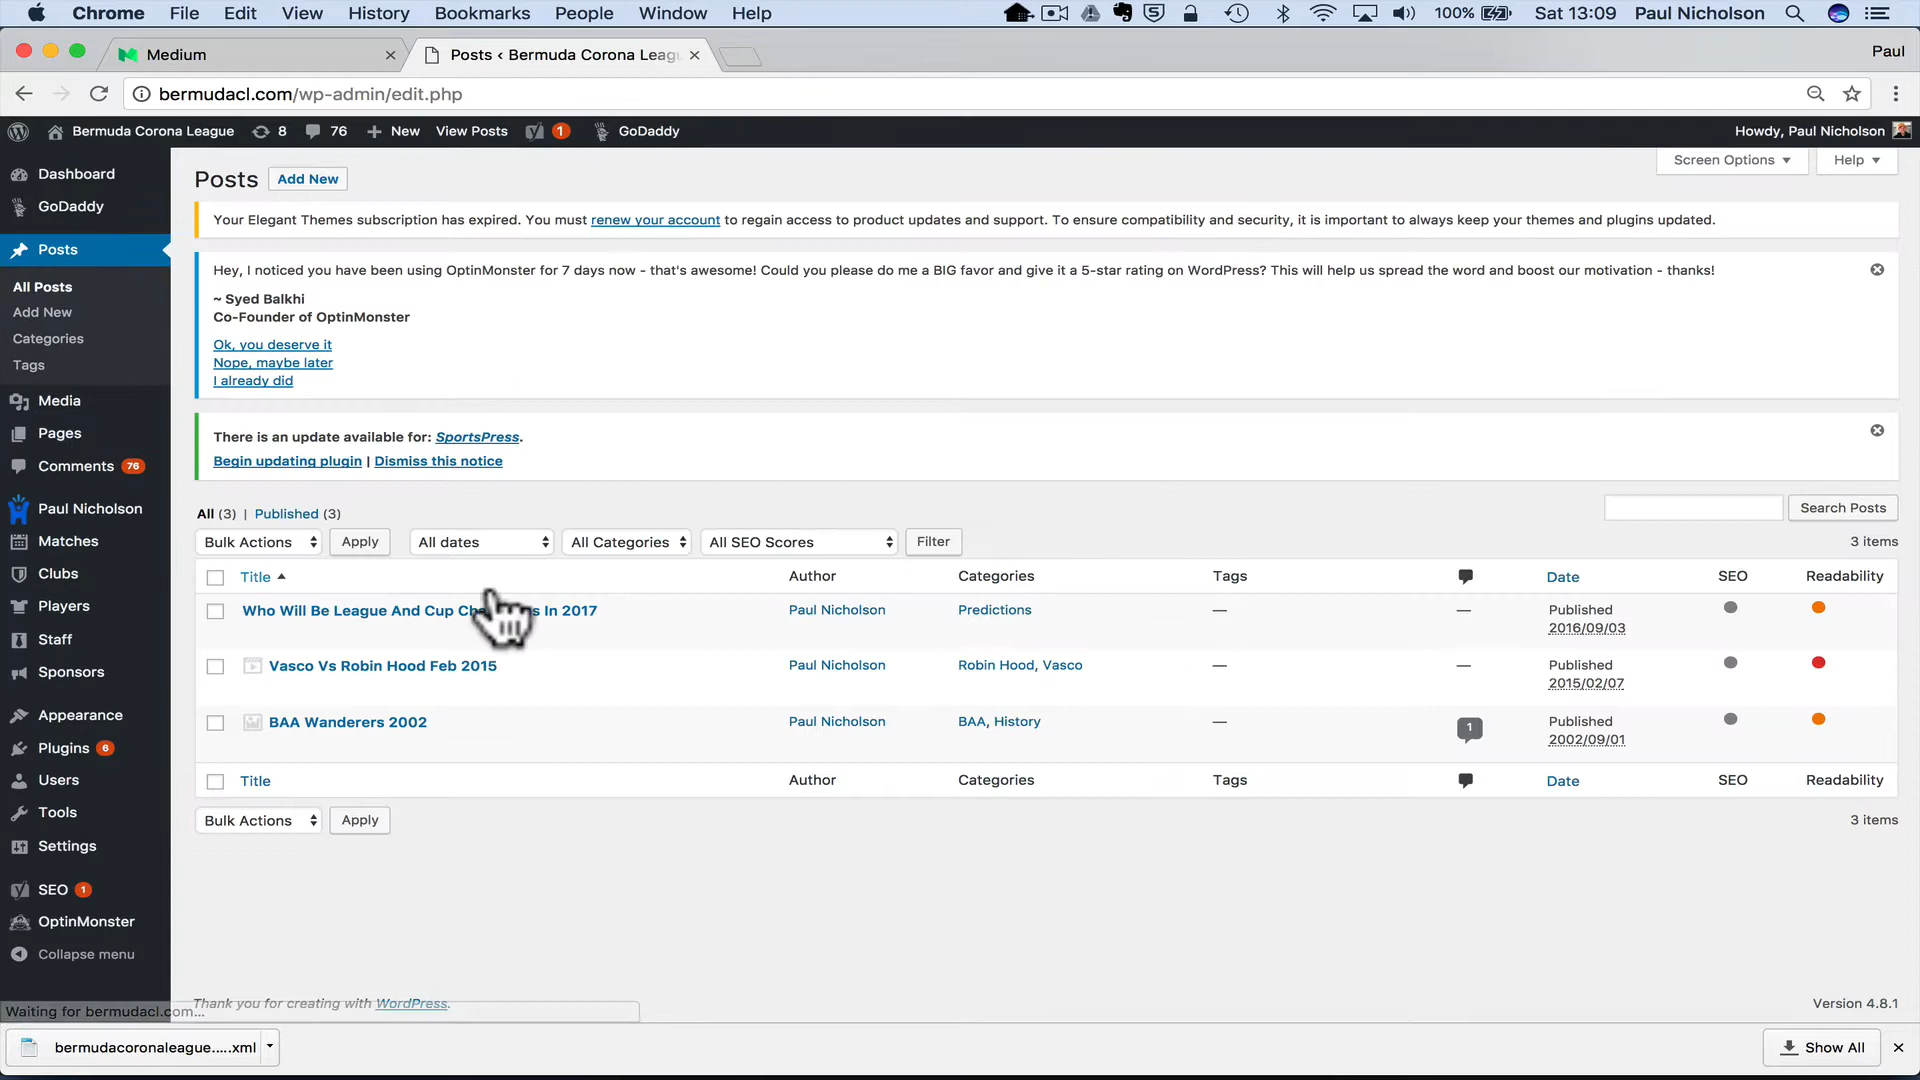 Chrome File Edit View History Bookmarks People Window Help 100% Sat 13:09 Paul Nicholson
Medium Posts ‹ Bermuda Corona Leag Paul
bermudacl.com/wp-admin/edit.php
Bermuda Corona League 8 76 New View Posts 1 GoDaddy Howdy, Paul Nicholson
Screen Options Help
Dashboard
GoDaddy
Posts
All Posts
Add New
Categories
Tags
Media
Pages
Comments 76
Paul Nicholson
Matches
Clubs
Players
Staff
Sponsors
Appearance
Plugins 6
Users
Tools
Settings
SEO 1
OptinMonster
Collapse menu
Posts Add New
Your Elegant Themes subscription has expired. You must renew your account to regain access to product updates and support. To ensure compatibility and security, it is important to always keep your themes and plugins updated.
Hey, I noticed you have been using OptinMonster for 7 days now - that's awesome! Could you please do me a BIG favor and give it a 5-star rating on WordPress? This will help us spread the word and boost our motivation - thanks!
~ Syed Balkhi
Co-Founder of OptinMonster
Ok, you deserve it
Nope, maybe later
I already did
There is an update available for: SportsPress.
Begin updating plugin | Dismiss this notice
All (3) | Published (3) Search Posts
Bulk Actions Apply All dates All Categories All SEO Scores Filter 3 items
Title Author Categories Tags Date SEO Readability
Who Will Be League And Cup In 2017 Paul Nicholson Predictions — — Published
2016/09/03
Vasco Vs Robin Hood Feb 2015 Paul Nicholson Robin Hood, Vasco — — Published
2015/02/07
BAA Wanderers 2002 Paul Nicholson BAA, History — 1 Published
2002/09/01
Title Author Categories Tags Date SEO Readability
Bulk Actions Apply 3 items
Thank you for creating with WordPress. Version 4.8.1
Waiting for bermudacl.com...
bermudacoronaleague.....xml Show All